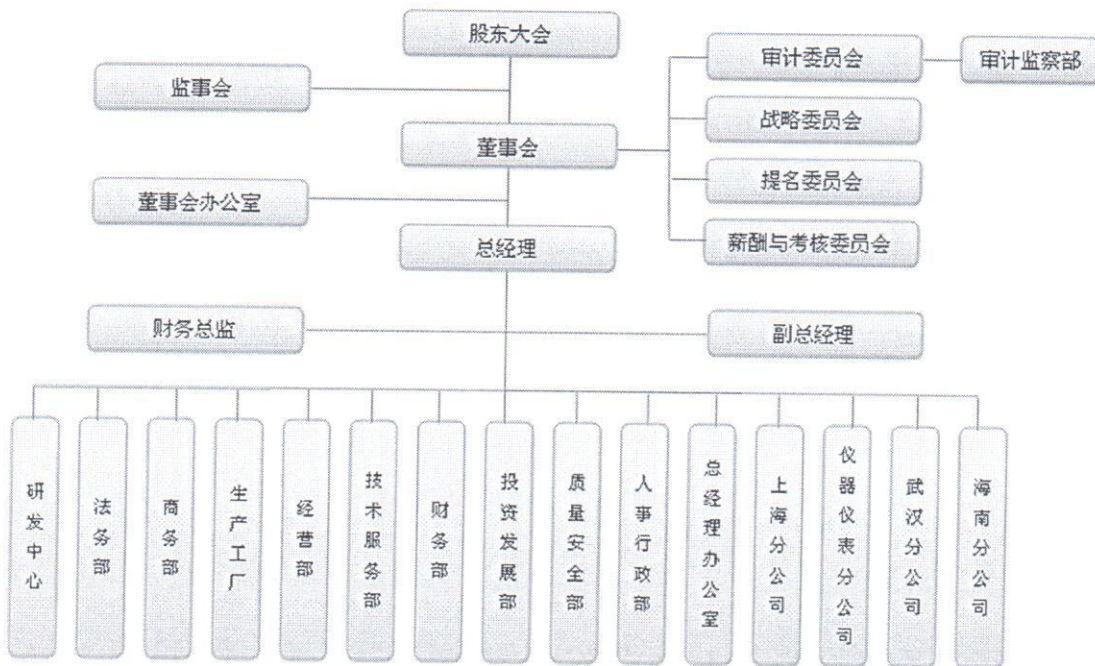 股东大会
监事会
审计委员会
审计监察部
战略委员会
董事会
提名委员会
董事会办公室
总经理
薪酬与考核委员会
财务总监
副总经理
研发中心
法务部
商务部
生产工厂
经营部
技术服务部
财务部
投资发展部
质量安全部
人事行政部
总经理办公室
上海分公司
仪器仪表分公司
武汉分公司
海南分公司